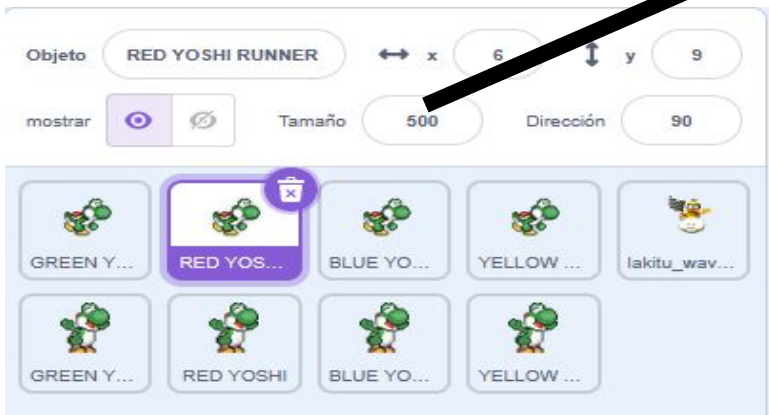 Objeto RED YOSHI RUNNER x 6 y 9
mostrar Tamaño 500 Dirección 90
GREEN Y... RED YOS... BLUE YO... YELLOW ... lakitu_wav...
GREEN Y... RED YOSHI BLUE YO... YELLOW ...